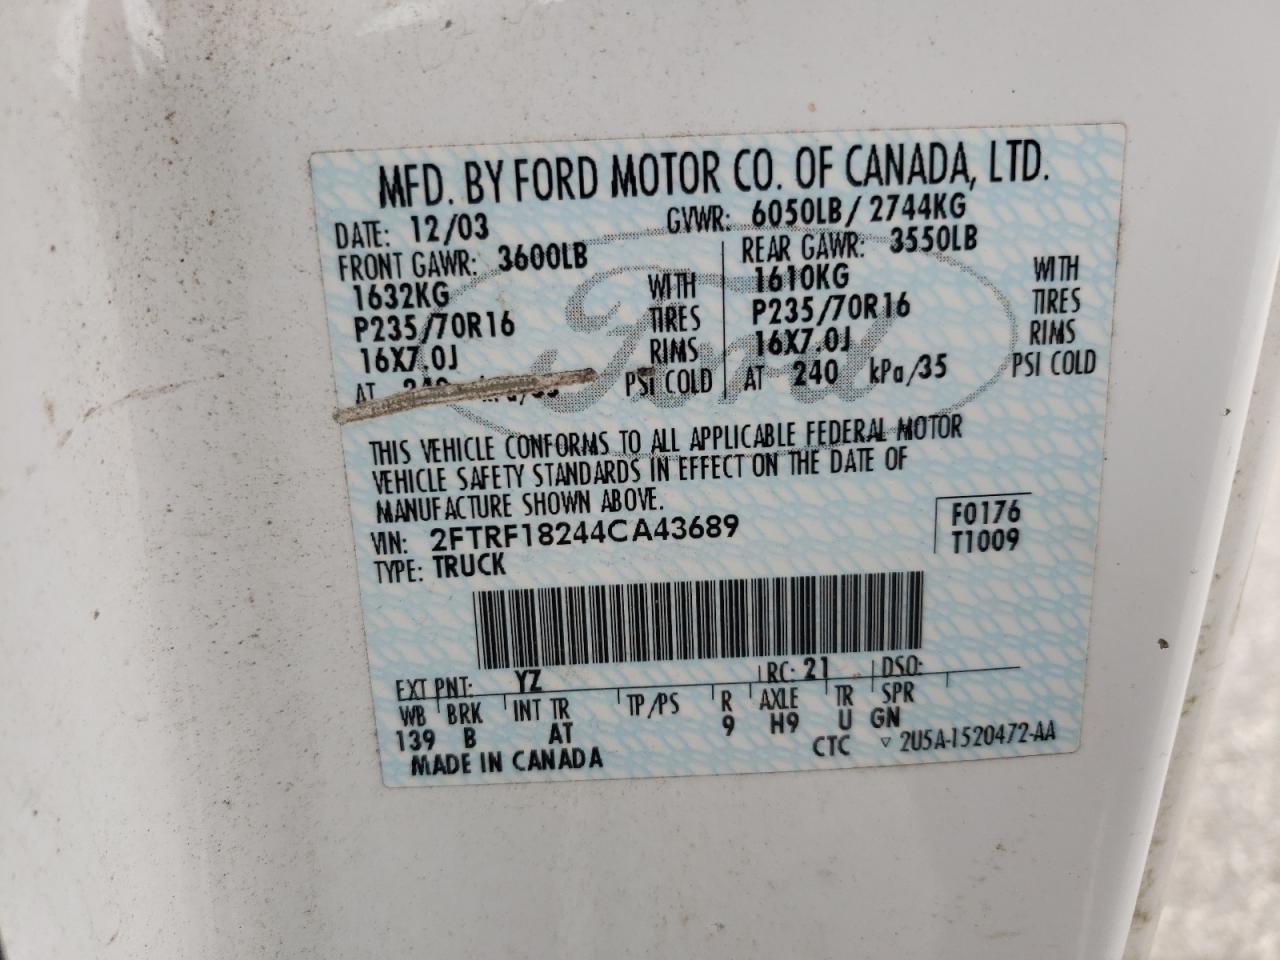 MFD. BY FORD MOTOR CO. OF CANADA, LTD.
DATE: 12/03 GVWR: 6050LB / 2744KG
FRONT GAWR: 3600LB REAR GAWR: 3550LB
1632KG WITH 1610KG WITH
P235/70R16 TIRES P235/70R16 TIRES
16X7.0J RIMS 16X7.0J RIMS
AT PSI COLD AT 240 kPa/35 PSI COLD
Ford
THIS VEHICLE CONFORMS TO ALL APPLICABLE FEDERAL MOTOR
VEHICLE SAFETY STANDARDS IN EFFECT ON THE DATE OF
MANUFACTURE SHOWN ABOVE.
VIN: 2FTRF18244CA43689 F0176
TYPE: TRUCK T1009
EXT PNT: YZ RC: 21 DSO:
WB BRK INT TR TP/PS R AXLE TR SPR
139 B AT 9 H9 U GN
MADE IN CANADA CTC ▽ 2U5A-1520472-AA